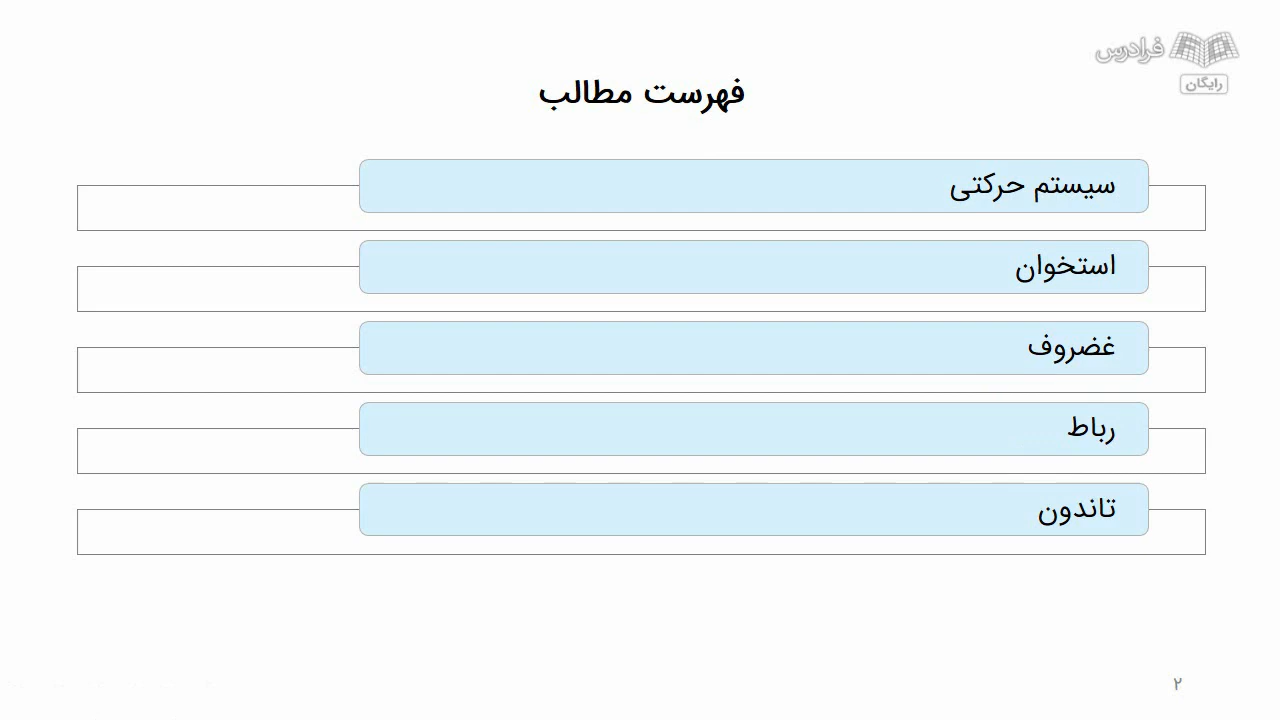 فرادرس
رایگان
فهرست مطالب
سیستم حرکتی
استخوان
غضروف
رباط
تاندون
۲